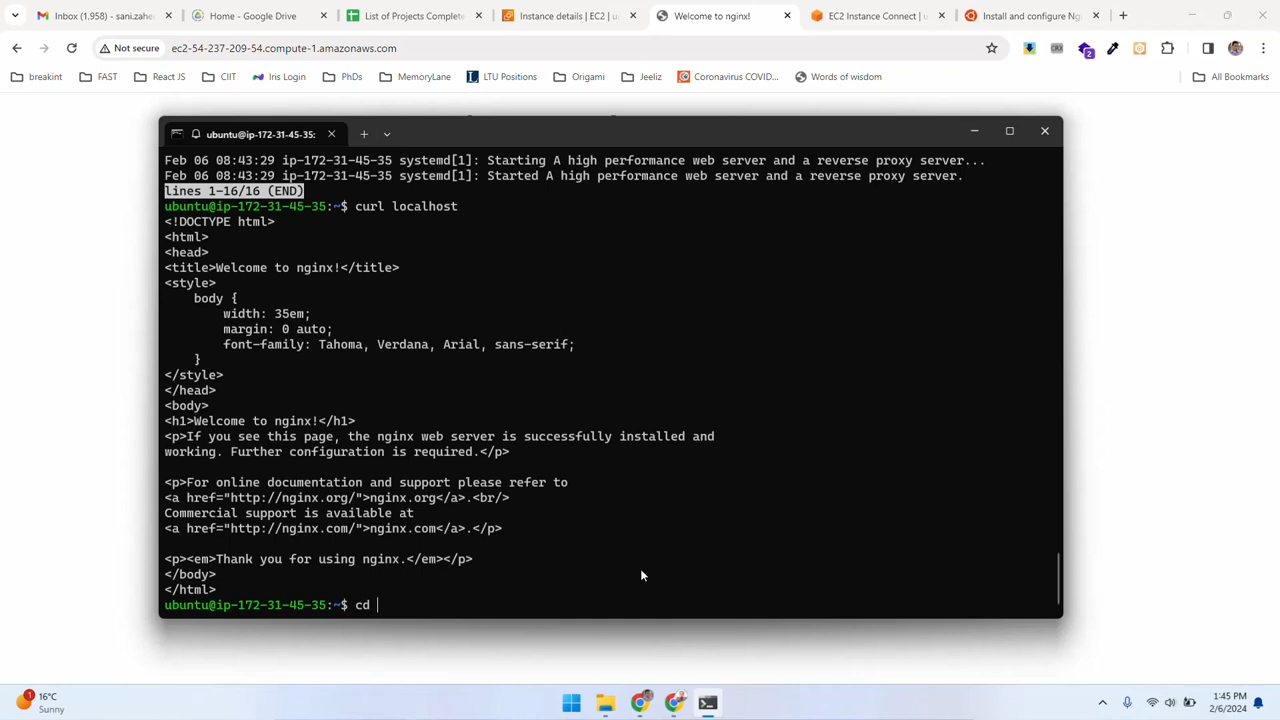 Inbox (1,958) - sani.zahe
Home - Google Drive
List of Projects Complete
Instance details | EC2 | u
Welcome to nginx!
EC2 Instance Connect | u
Install and configure Ng
Not secure
ec2-54-237-209-54.compute-1.amazonaws.com
CRX
2
breakint
FAST
React JS
CIIT
Iris Login
PhDs
MemoryLane
LTU Positions
Origami
Jeeliz
Coronavirus COVID...
Words of wisdom
All Bookmarks
ubuntu@ip-172-31-45-35:
Feb 06 08:43:29 ip-172-31-45-35 systemd[1]: Starting A high performance web server and a reverse proxy server...
Feb 06 08:43:29 ip-172-31-45-35 systemd[1]: Started A high performance web server and a reverse proxy server.
lines 1-16/16 (END)
ubuntu@ip-172-31-45-35:~$ curl localhost
<!DOCTYPE html>
<html>
<head>
<title>Welcome to nginx!</title>
<style>
    body {
        width: 35em;
        margin: 0 auto;
        font-family: Tahoma, Verdana, Arial, sans-serif;
    }
</style>
</head>
<body>
<h1>Welcome to nginx!</h1>
<p>If you see this page, the nginx web server is successfully installed and
working. Further configuration is required.</p>
<p>For online documentation and support please refer to
<a href="http://nginx.org/">nginx.org</a>.<br/>
Commercial support is available at
<a href="http://nginx.com/">nginx.com</a>.</p>
<p><em>Thank you for using nginx.</em></p>
</body>
</html>
ubuntu@ip-172-31-45-35:~$ cd
1
16°C
Sunny
1:45 PM
2/6/2024